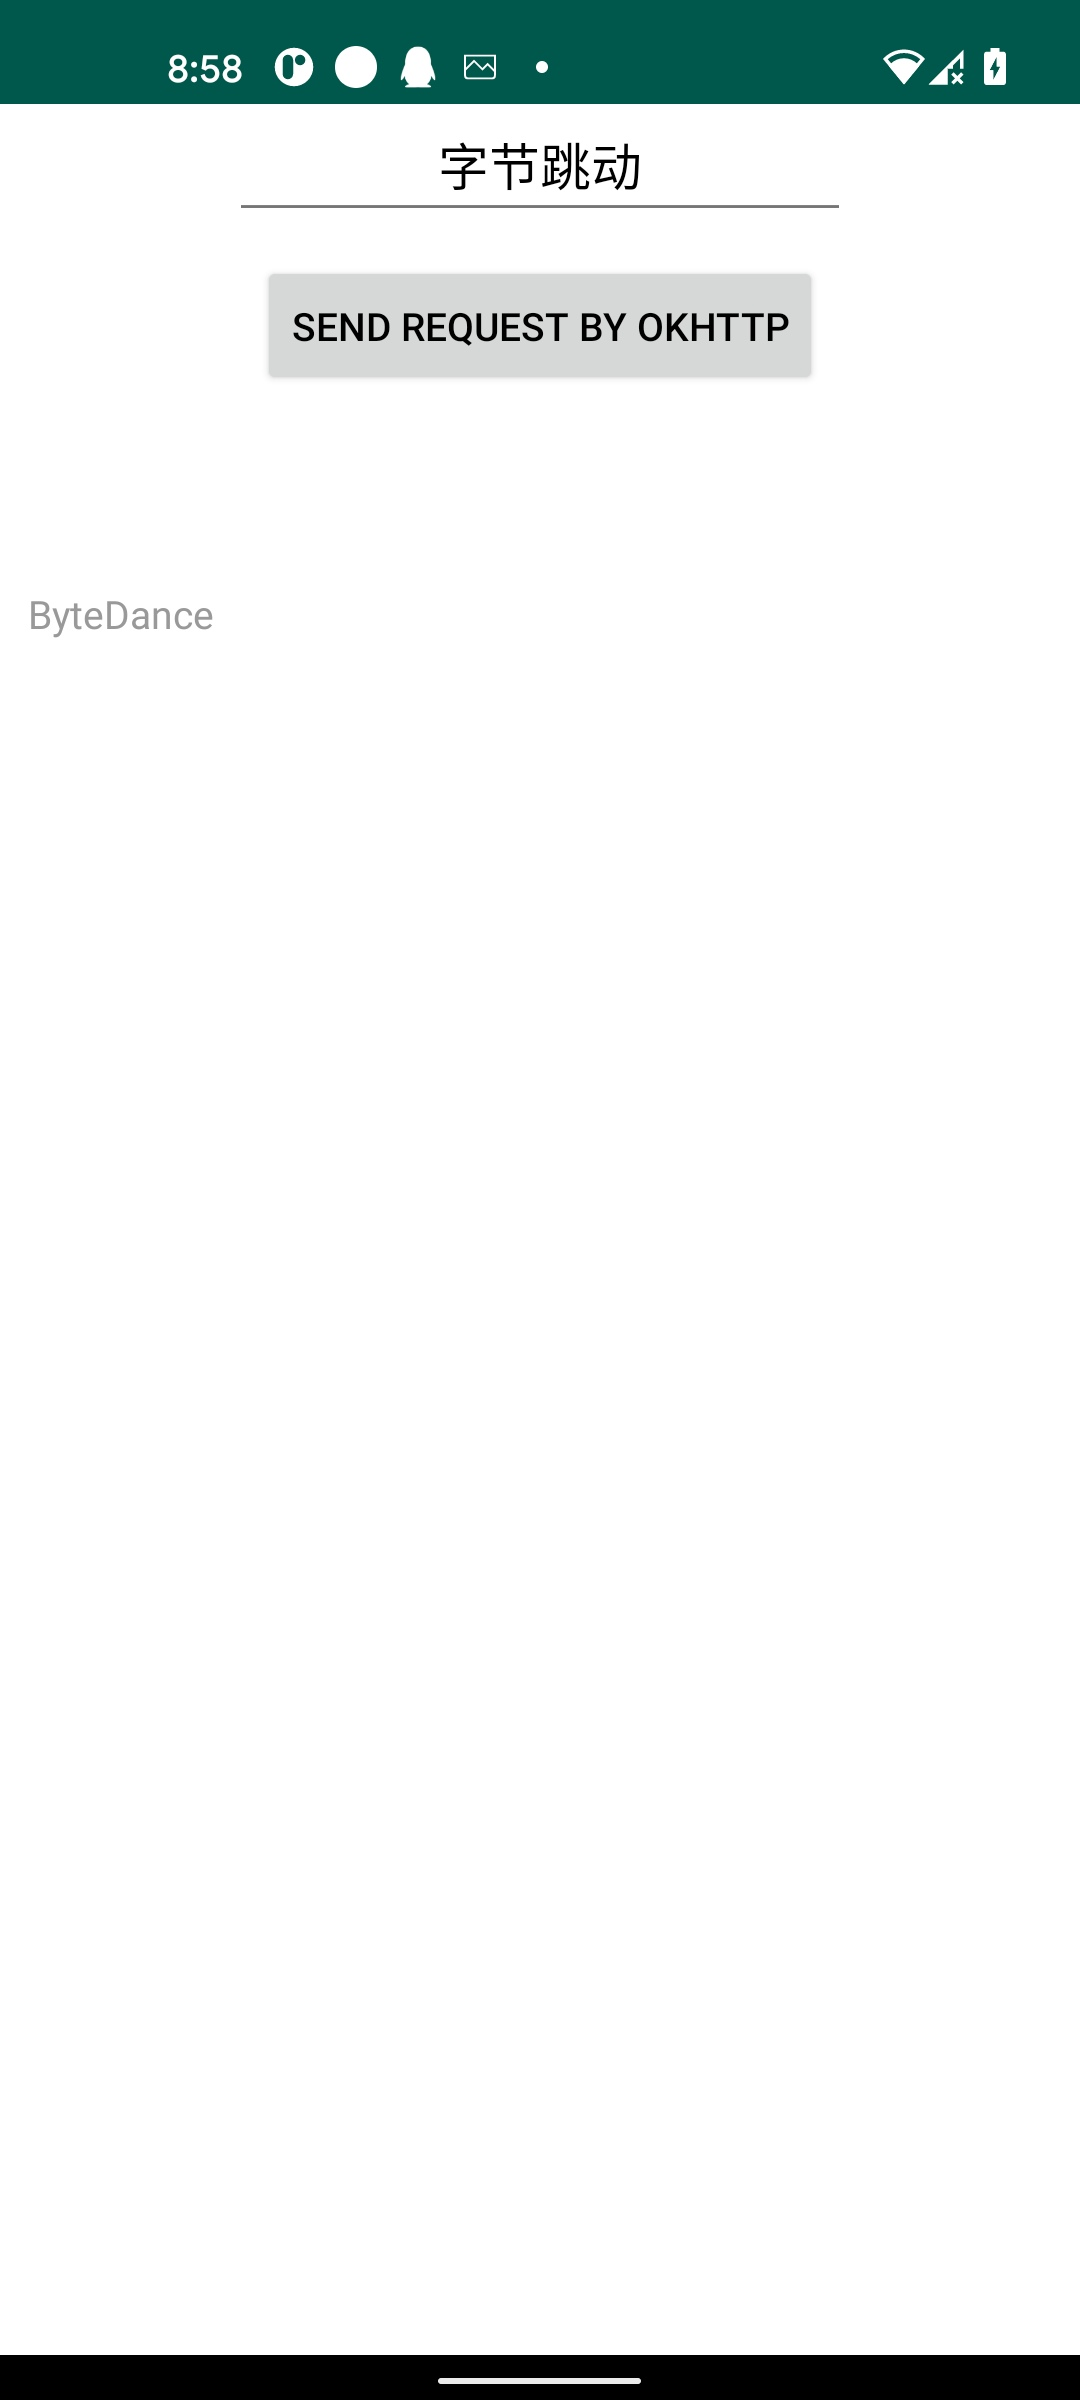 8:58
字节跳动
SEND REQUEST BY OKHTTP
ByteDance